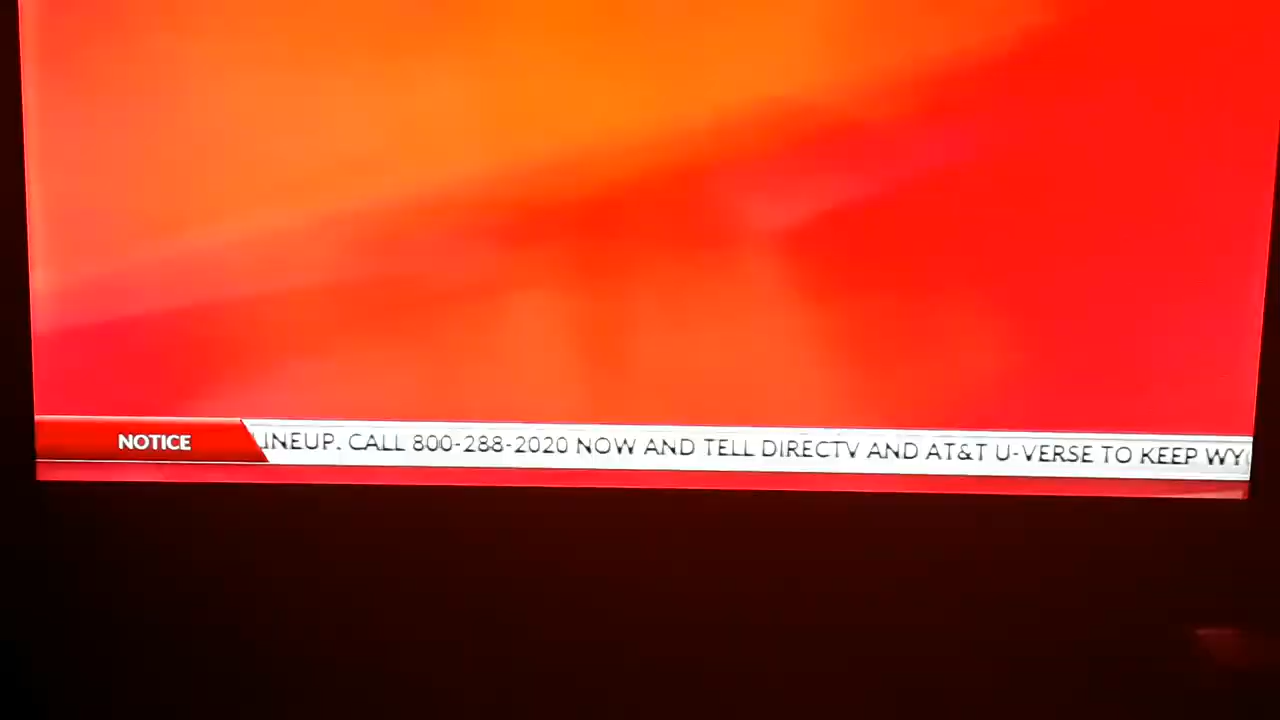 NOTICE
LINEUP. CALL 800-288-2020 NOW AND TELL DIRECTV AND AT&T U-VERSE TO KEEP